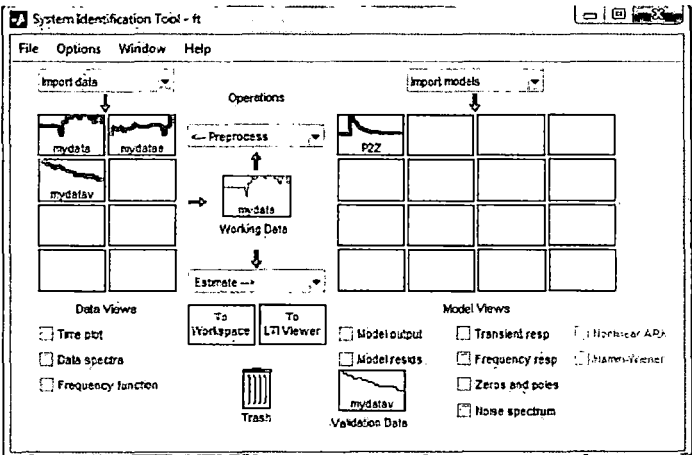 System Identification Tool - ft
File Options Window Help
Import data
Import models
Operations
mydata
mydatae
<-- Preprocess
P2Z
mydatav
mydata
Working Data
Estimate -->
Data Views
To Workspace
To LTI Viewer
Model Views
Time plot
Data spectra
Frequency function
Model output
Model resids
Transient resp
Frequency resp
Zeros and poles
Noise spectrum
Nonlinear ARX
Hamm-Wiener
Trash
mydatav
Validation Data